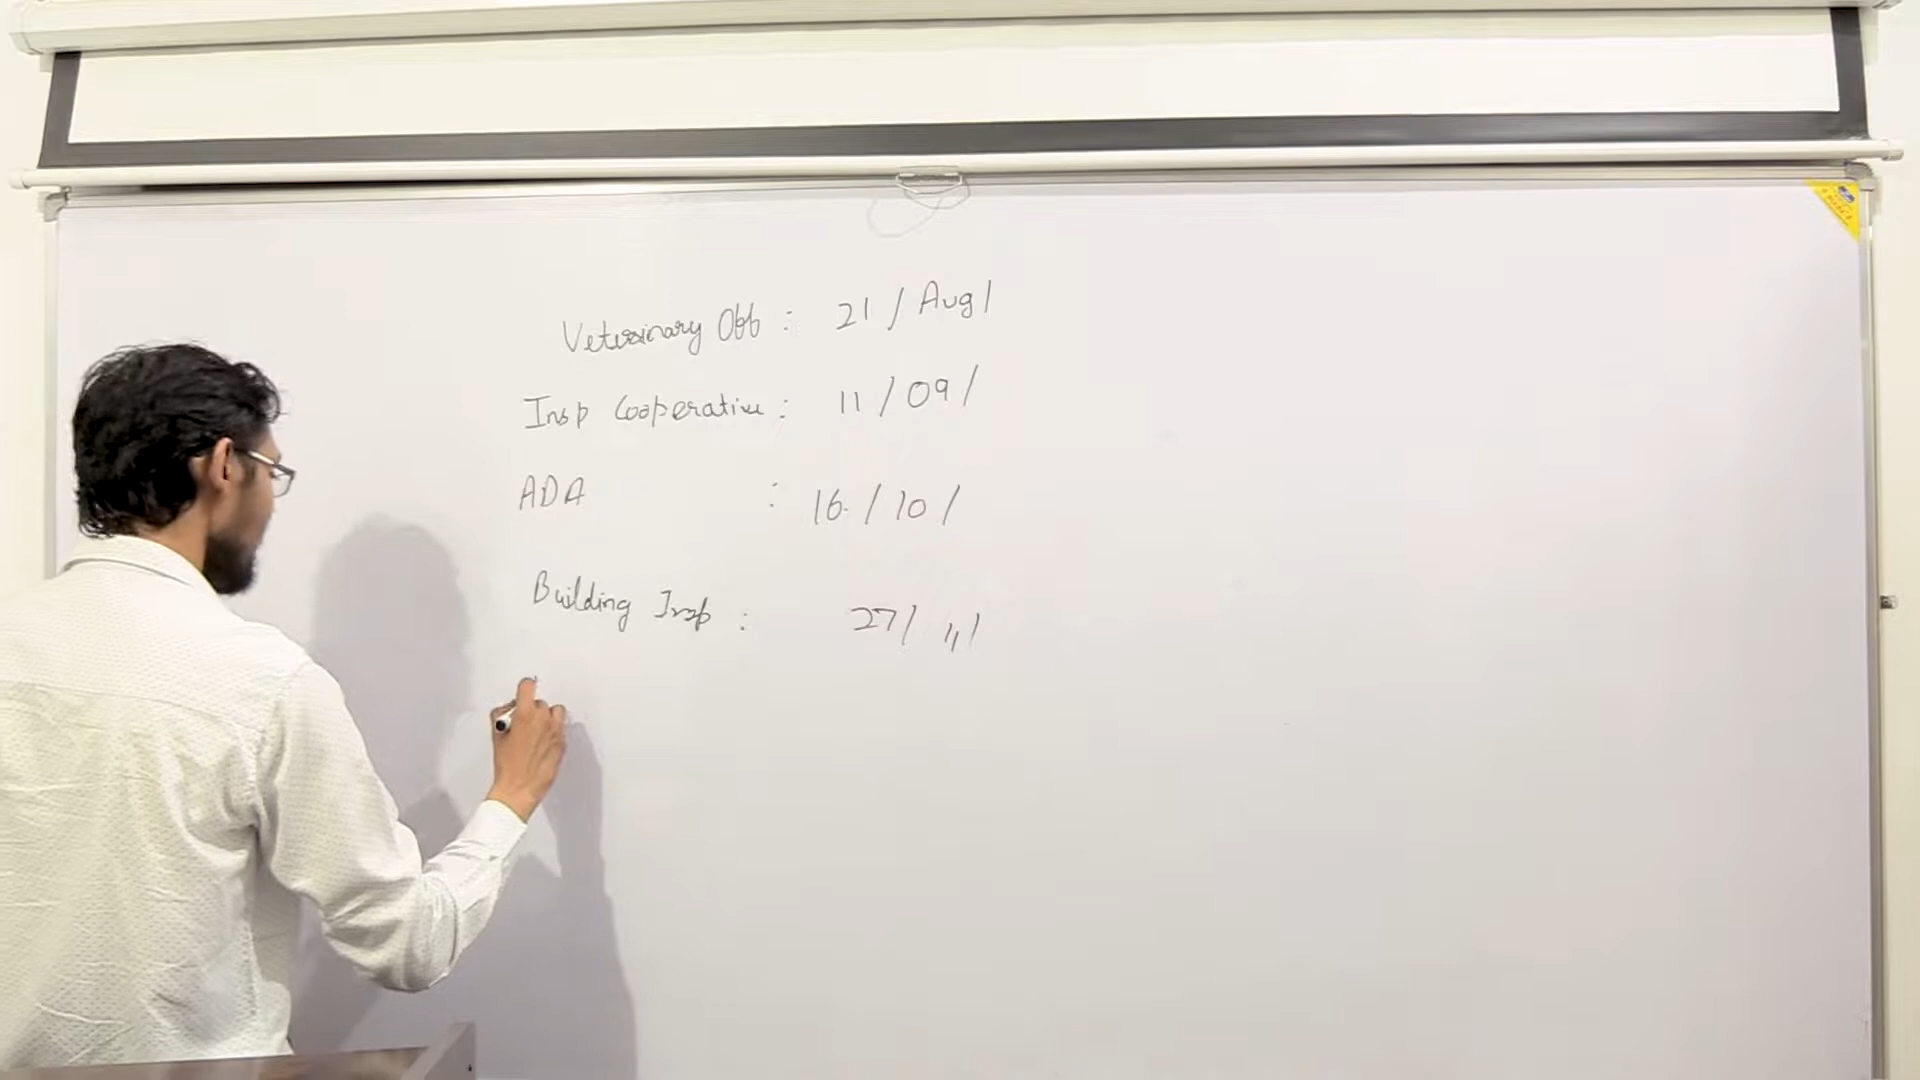 Veterinary Off : 21 / Aug /
Insp Cooperative : 11 / 09 /
ADA : 16 / 10 /
Building Insp : 27 / 11 /